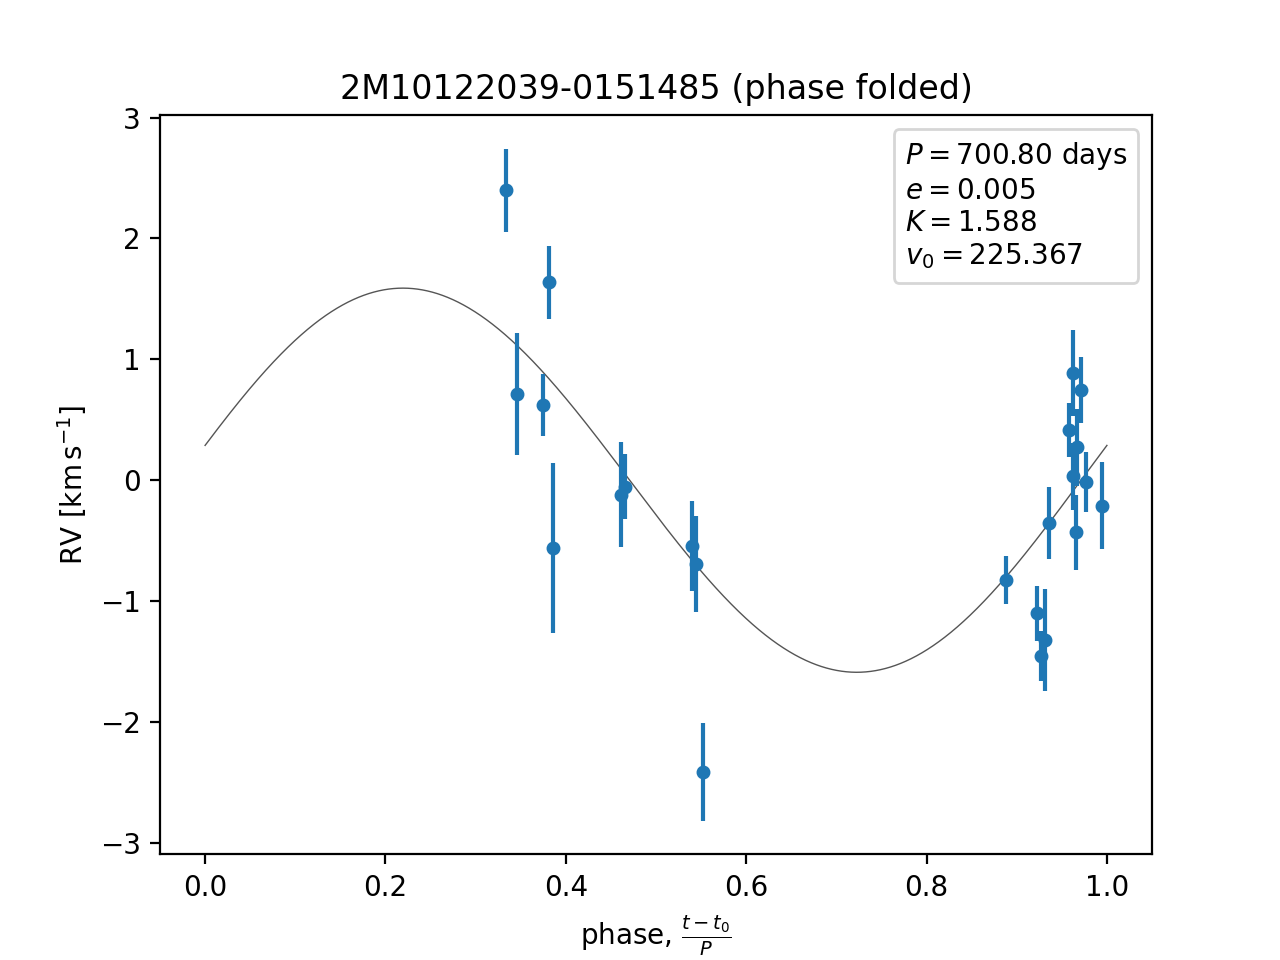 2M10122039-0151485 (phase folded)
P = 700.80 days
e = 0.005
K = 1.588
v₀ = 225.367
3
2
1
0
−1
−2
−3
RV [km s⁻¹]
0.0 0.2 0.4 0.6 0.8 1.0
phase, (t − t₀)/P